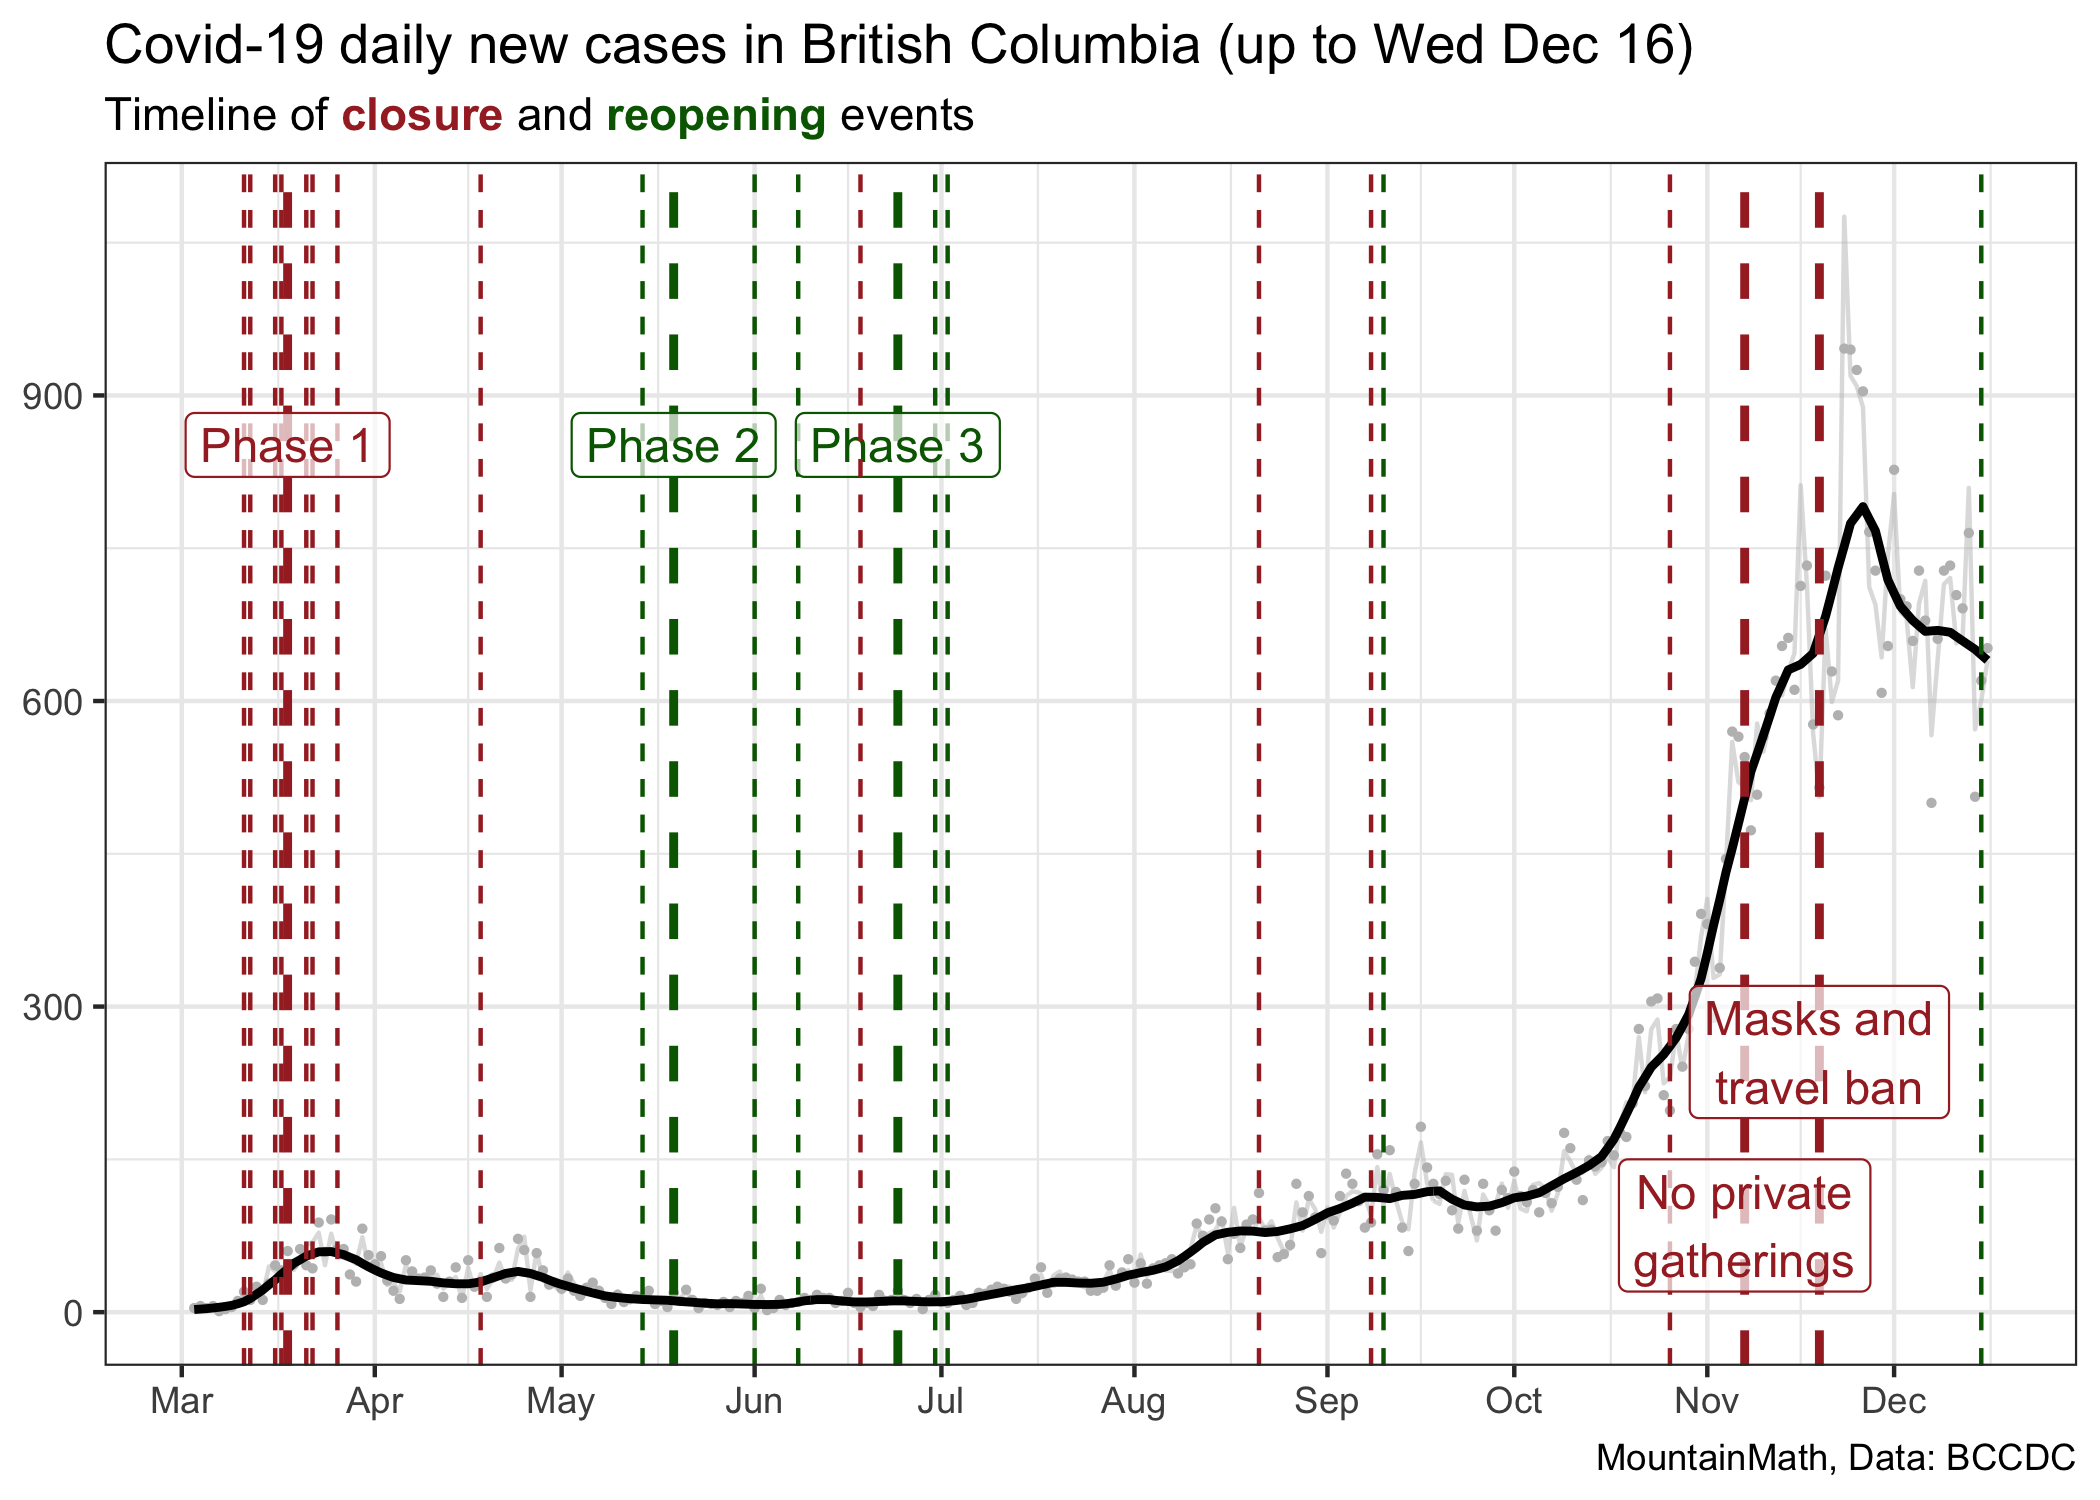 Covid-19 daily new cases in British Columbia (up to Wed Dec 16)
Timeline of closure and reopening events
900
600
300
0
Phase 1
Phase 2
Phase 3
Masks and
travel ban
No private
gatherings
Mar
Apr
May
Jun
Jul
Aug
Sep
Oct
Nov
Dec
MountainMath, Data: BCCDC